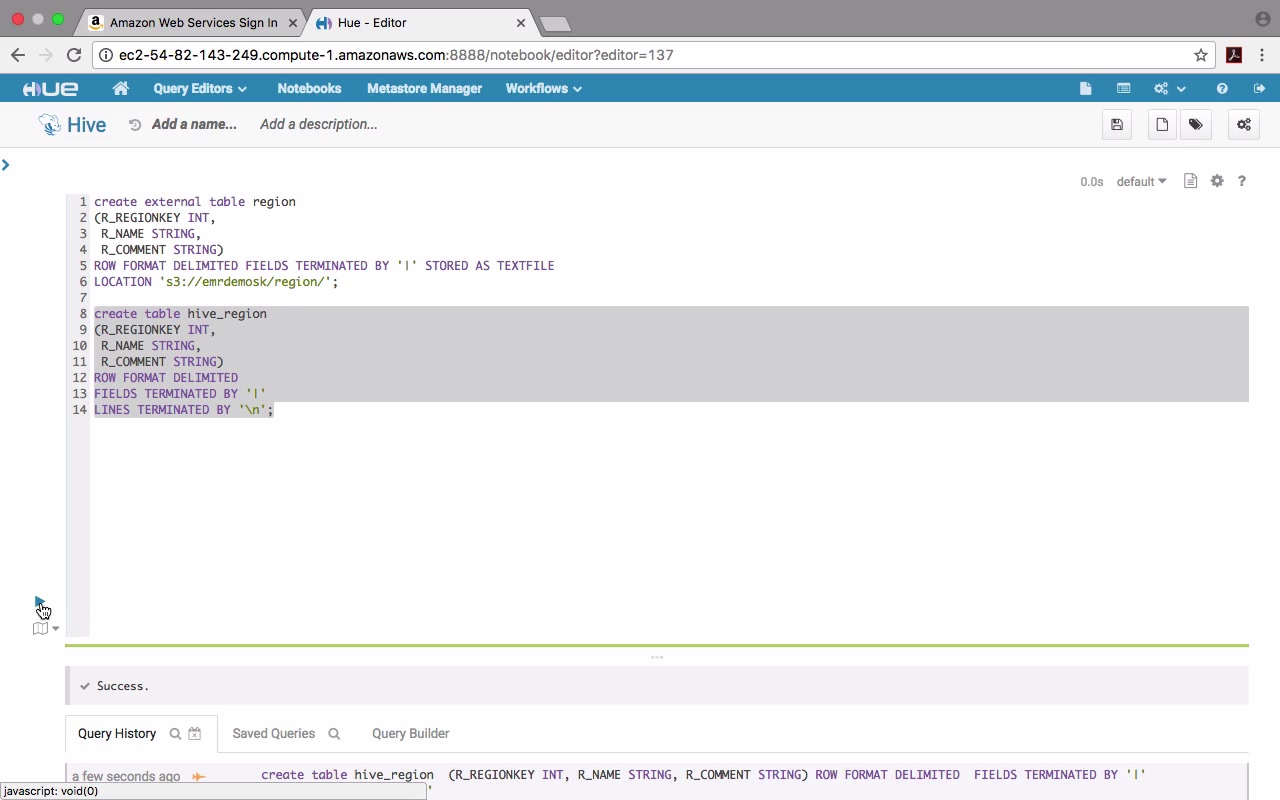 Amazon Web Services Sign In
Hue - Editor
ec2-54-82-143-249.compute-1.amazonaws.com:8888/notebook/editor?editor=137
HUE
Query Editors
Notebooks
Metastore Manager
Workflows
Hive
Add a name...
Add a description...
0.0s
default
?
1 create external table region
2 (R_REGIONKEY INT,
3 R_NAME STRING,
4 R_COMMENT STRING)
5 ROW FORMAT DELIMITED FIELDS TERMINATED BY '|' STORED AS TEXTFILE
6 LOCATION 's3://emrdemosk/region/';
7
8 create table hive_region
9 (R_REGIONKEY INT,
10 R_NAME STRING,
11 R_COMMENT STRING)
12 ROW FORMAT DELIMITED
13 FIELDS TERMINATED BY '|'
14 LINES TERMINATED BY '\n';
Success.
Query History
Saved Queries
Query Builder
a few seconds ago
create table hive_region (R_REGIONKEY INT, R_NAME STRING, R_COMMENT STRING) ROW FORMAT DELIMITED FIELDS TERMINATED BY '|'
javascript: void(0)